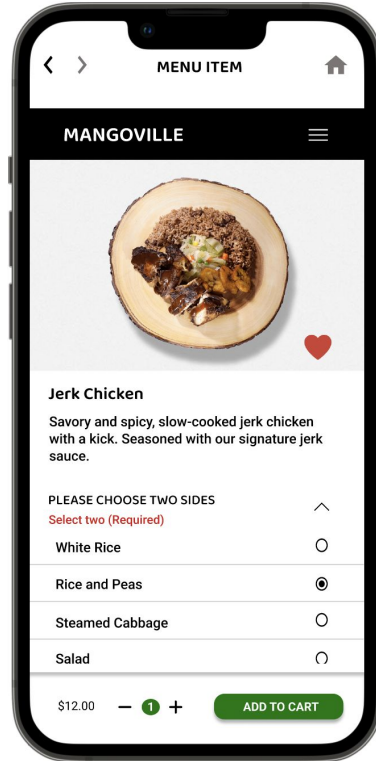 MENU ITEM
MANGOVILLE
Jerk Chicken
Savory and spicy, slow-cooked jerk chicken
with a kick. Seasoned with our signature jerk
sauce.
PLEASE CHOOSE TWO SIDES
Select two (Required)
White Rice
Rice and Peas
Steamed Cabbage
Salad
$12.00 1 ADD TO CART